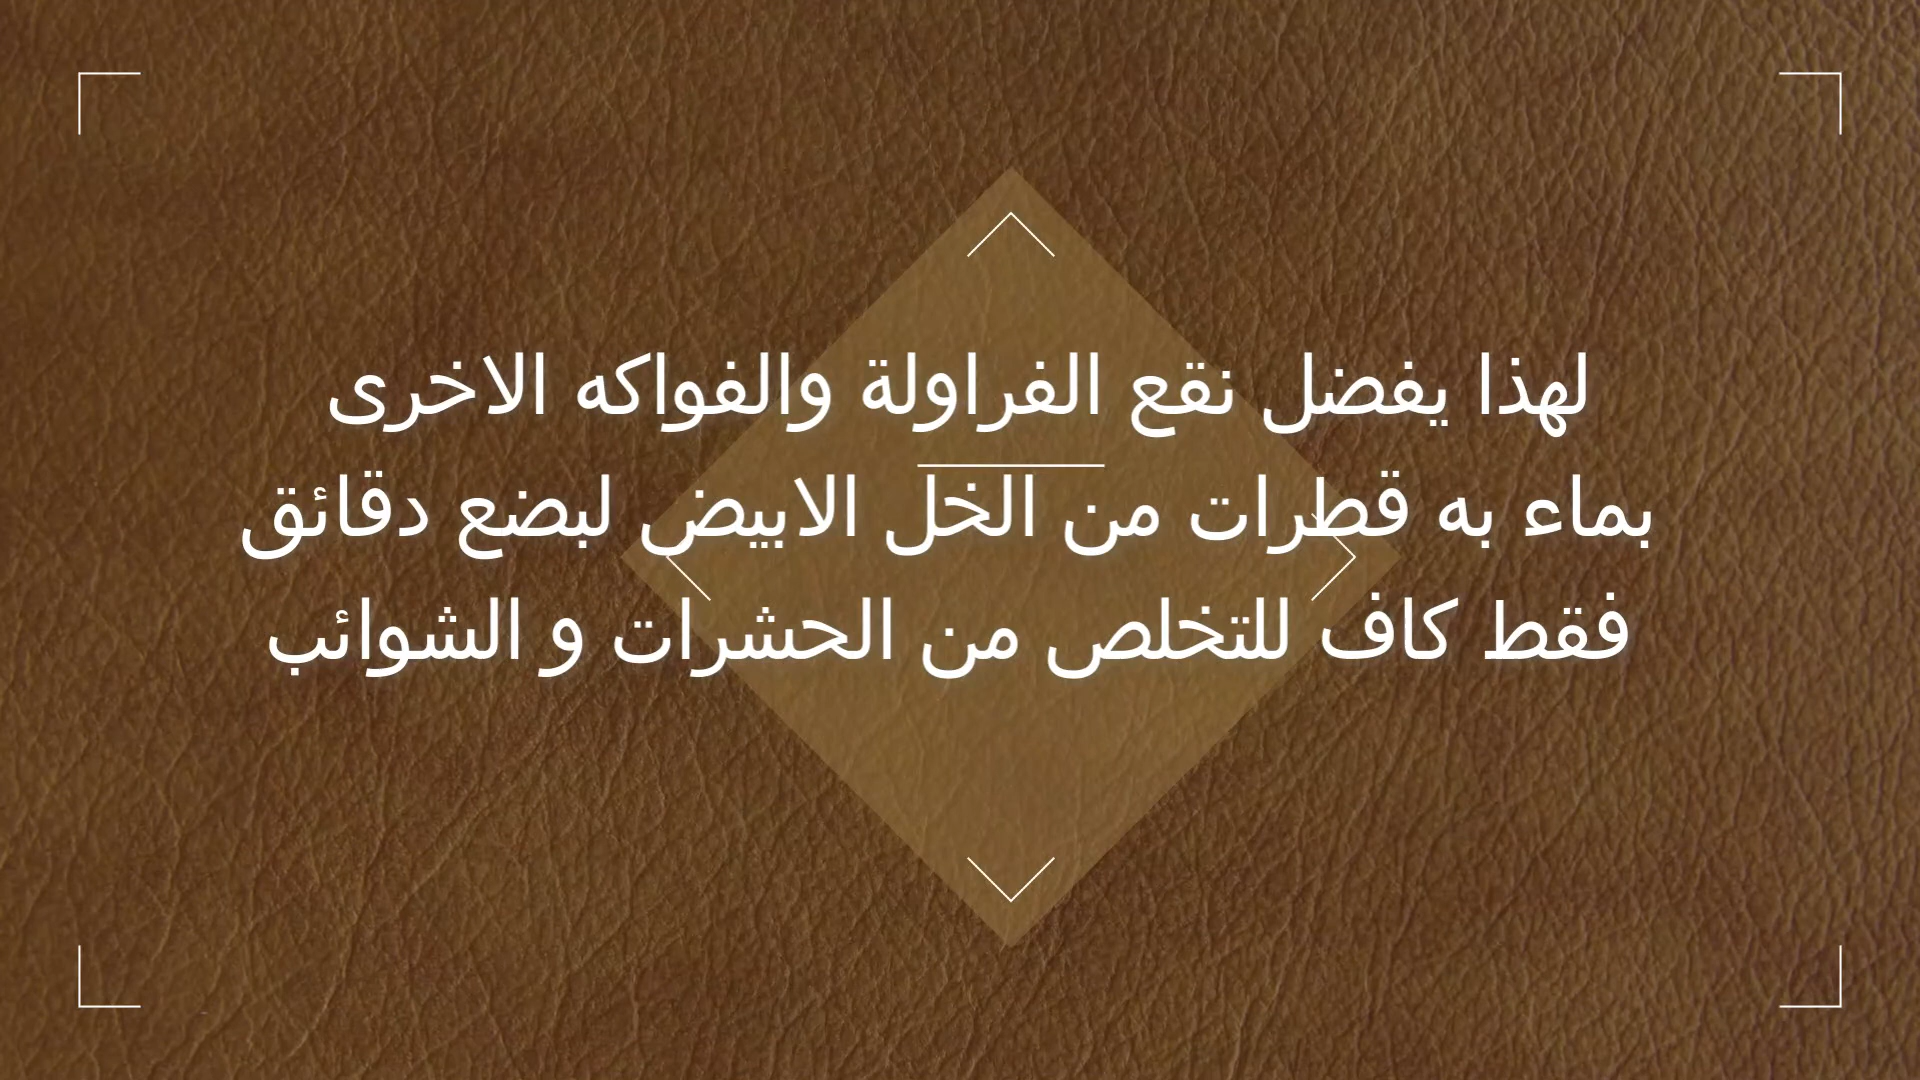 لهذا يفضل نقع الفراولة والفواكه الاخرى
بماء به قطرات من الخل الابيض لبضع دقائق
فقط كاف للتخلص من الحشرات و الشوائب